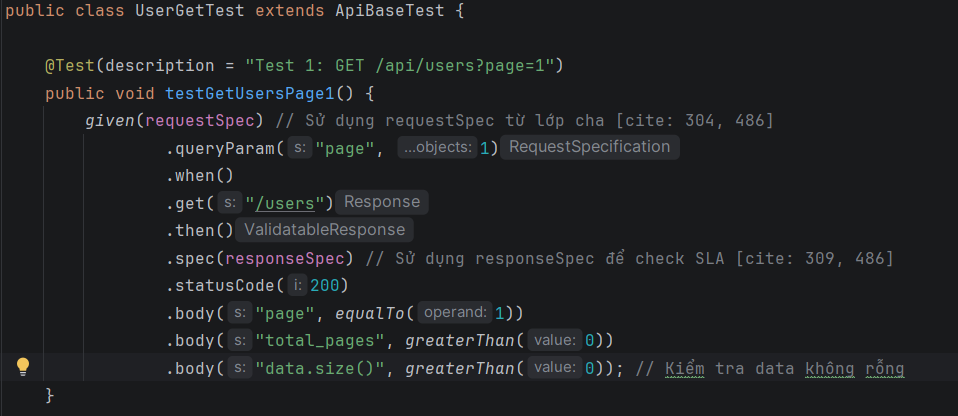 public class UserGetTest extends ApiBaseTest {
@Test(description = "Test 1: GET /api/users?page=1")
public void testGetUsersPage1() {
given(requestSpec) // Sử dụng requestSpec từ lớp cha [cite: 304, 486]
.queryParam( s: "page", ...objects: 1) RequestSpecification
.when()
.get( s: "/users") Response
.then() ValidatableResponse
.spec(responseSpec) // Sử dụng responseSpec để check SLA [cite: 309, 486]
.statusCode( i: 200)
.body( s: "page", equalTo( operand: 1))
.body( s: "total_pages", greaterThan( value: 0))
.body( s: "data.size()", greaterThan( value: 0)); // Kiểm tra data không rỗng
}